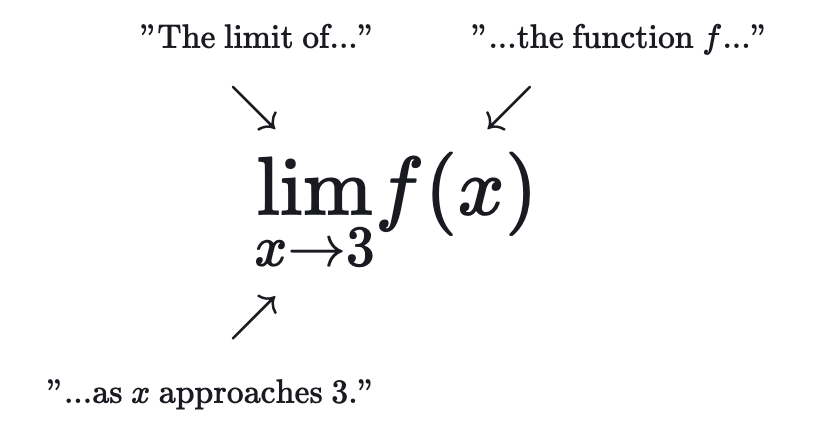 ”The limit of...” ”...the function f...”
lim f(x)
x→3
”...as x approaches 3.”